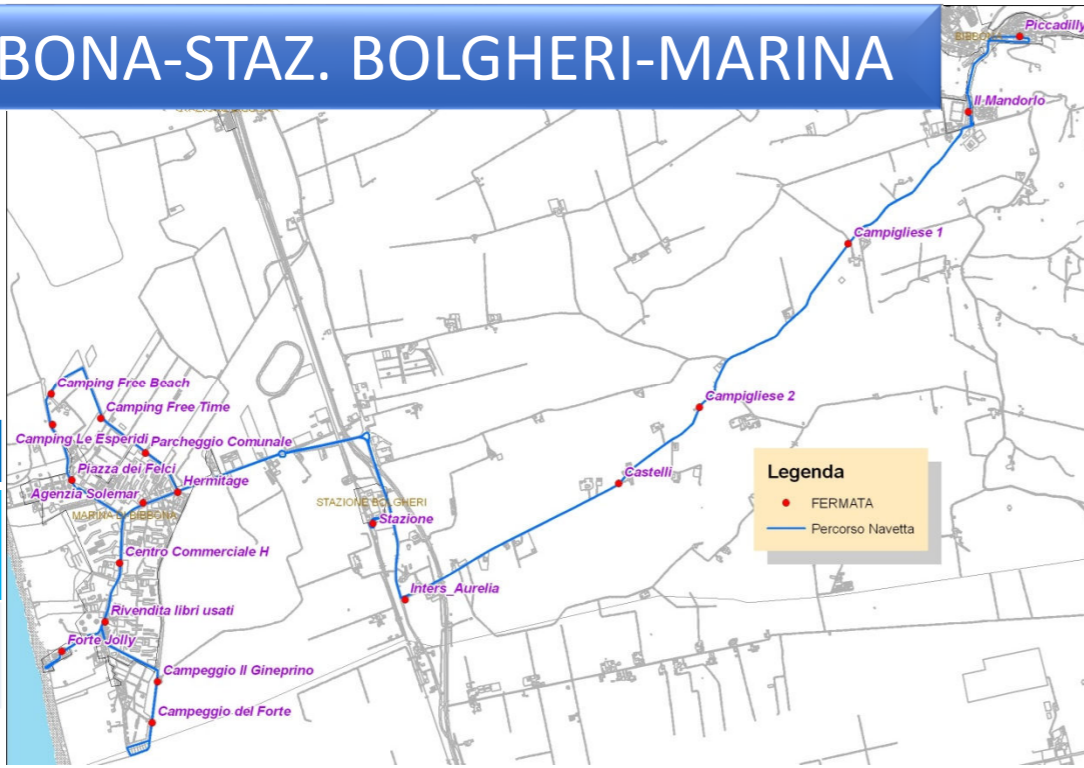 BONA-STAZ. BOLGHERI-MARINA
Piccadilly
Il Mandorlo
Campigliese 1
Camping Free Beach
Camping Free Time
Campigliese 2
Camping Le Esperidi
Parcheggio Comunale
Piazza dei Felci
Hermitage
Castelli
Agenzia Solemar
STAZIONE BOLGHERI
MARINA DI BIBBONA
Stazione
Legenda
FERMATA
Percorso Navetta
Centro Commerciale H
Inters_Aurelia
Rivendita libri usati
Forte Jolly
Campeggio Il Gineprino
Campeggio del Forte